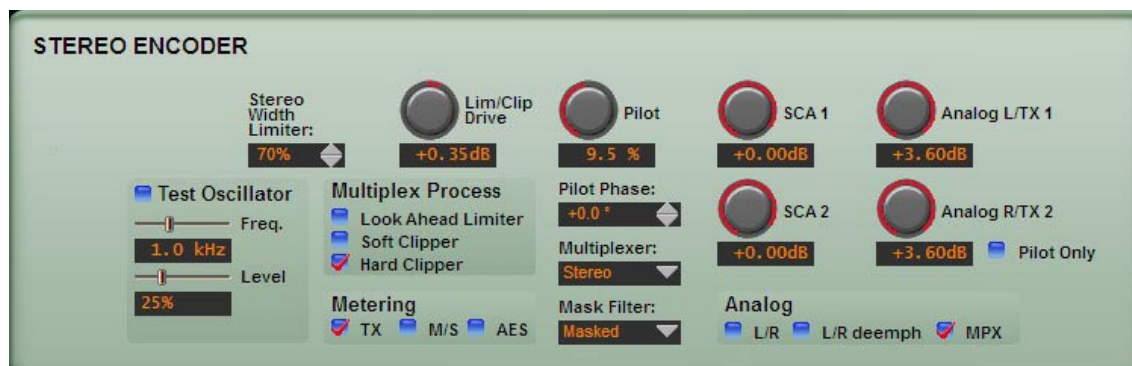 STEREO ENCODER
Stereo
Width
Limiter:
70%
Lim/Clip
Drive
+0.35dB
Pilot
9.5 %
SCA 1
+0.00dB
Analog L/TX 1
+3.60dB
Test Oscillator
Freq.
1.0 kHz
Level
25%
Multiplex Process
Look Ahead Limiter
Soft Clipper
Hard Clipper
Metering
TX M/S AES
Pilot Phase:
+0.0 °
Multiplexer:
Stereo
Mask Filter:
Masked
SCA 2
+0.00dB
Analog R/TX 2
+3.60dB
Pilot Only
Analog
L/R L/R deemph MPX